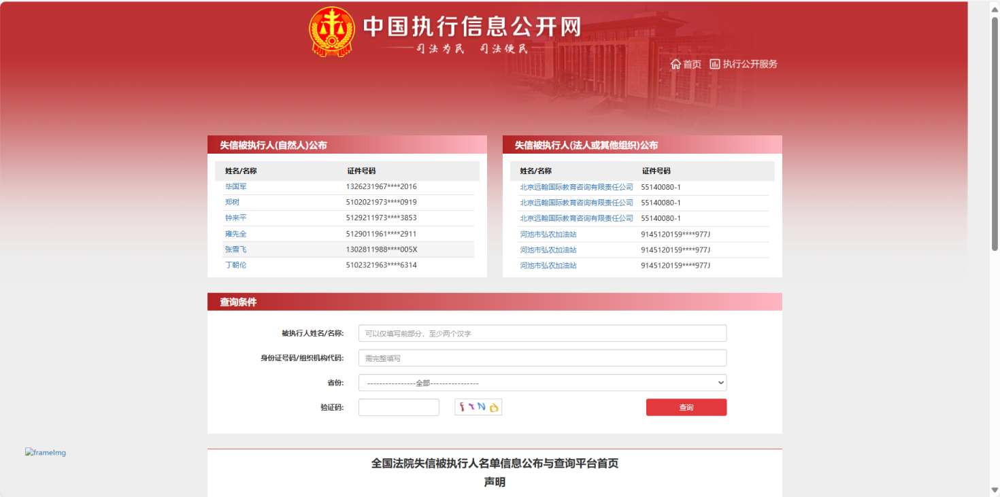 中国执行信息公开网
司法为民 司法便民
首页 执行公开服务
失信被执行人(自然人)公布
姓名/名称 证件号码
毕国军 1326231967****2016
郑树 5102021973****0919
钟来平 5129211973****3853
雍先全 5129011961****2911
张雪飞 1302811988****005X
丁朝伦 5102321963****6314
失信被执行人(法人或其他组织)公布
姓名/名称 证件号码
北京远翰国际教育咨询有限责任公司 55140080-1
北京远翰国际教育咨询有限责任公司 55140080-1
北京远翰国际教育咨询有限责任公司 55140080-1
河池市弘农加油站 9145120159****977J
河池市弘农加油站 9145120159****977J
河池市弘农加油站 9145120159****977J
查询条件
被执行人姓名/名称: 可以仅填写前部分，至少两个汉字
身份证号码/组织机构代码: 需完整填写
省份: ----------------全部----------------
验证码: 查询
frameImg
全国法院失信被执行人名单信息公布与查询平台首页
声明